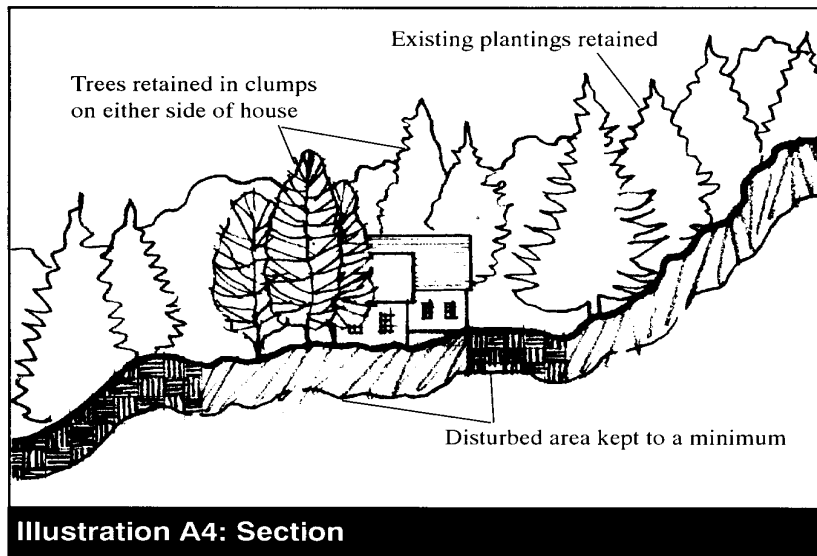 Existing plantings retained
Trees retained in clumps
on either side of house
Disturbed area kept to a minimum
Illustration A4: Section